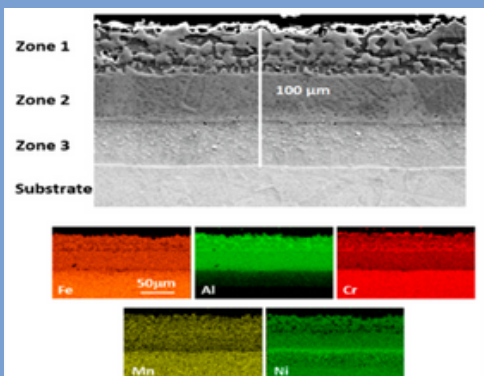 Zone 1
Zone 2
100 µm
Zone 3
Substrate
Fe
50µm
Al
Cr
Mn
Ni